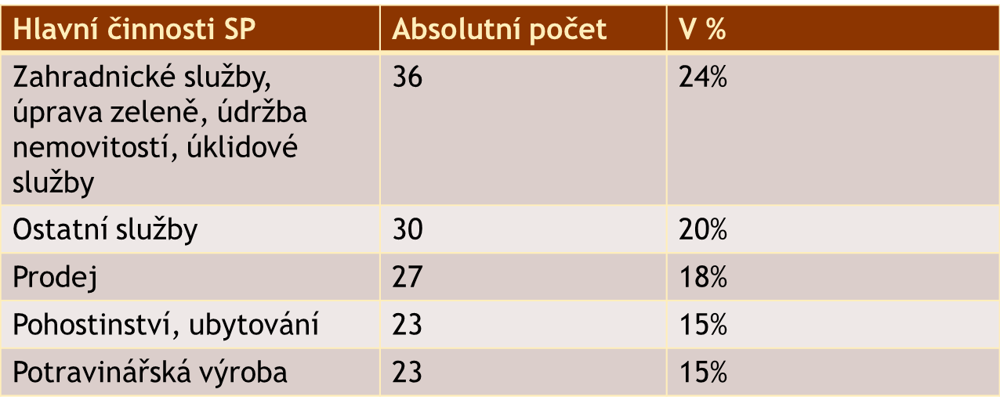 Hlavní činnosti SP Absolutní počet V %
Zahradnické služby, 36 24%
úprava zeleně, údržba
nemovitostí, úklidové
služby
Ostatní služby 30 20%
Prodej 27 18%
Pohostinství, ubytování 23 15%
Potravinářská výroba 23 15%